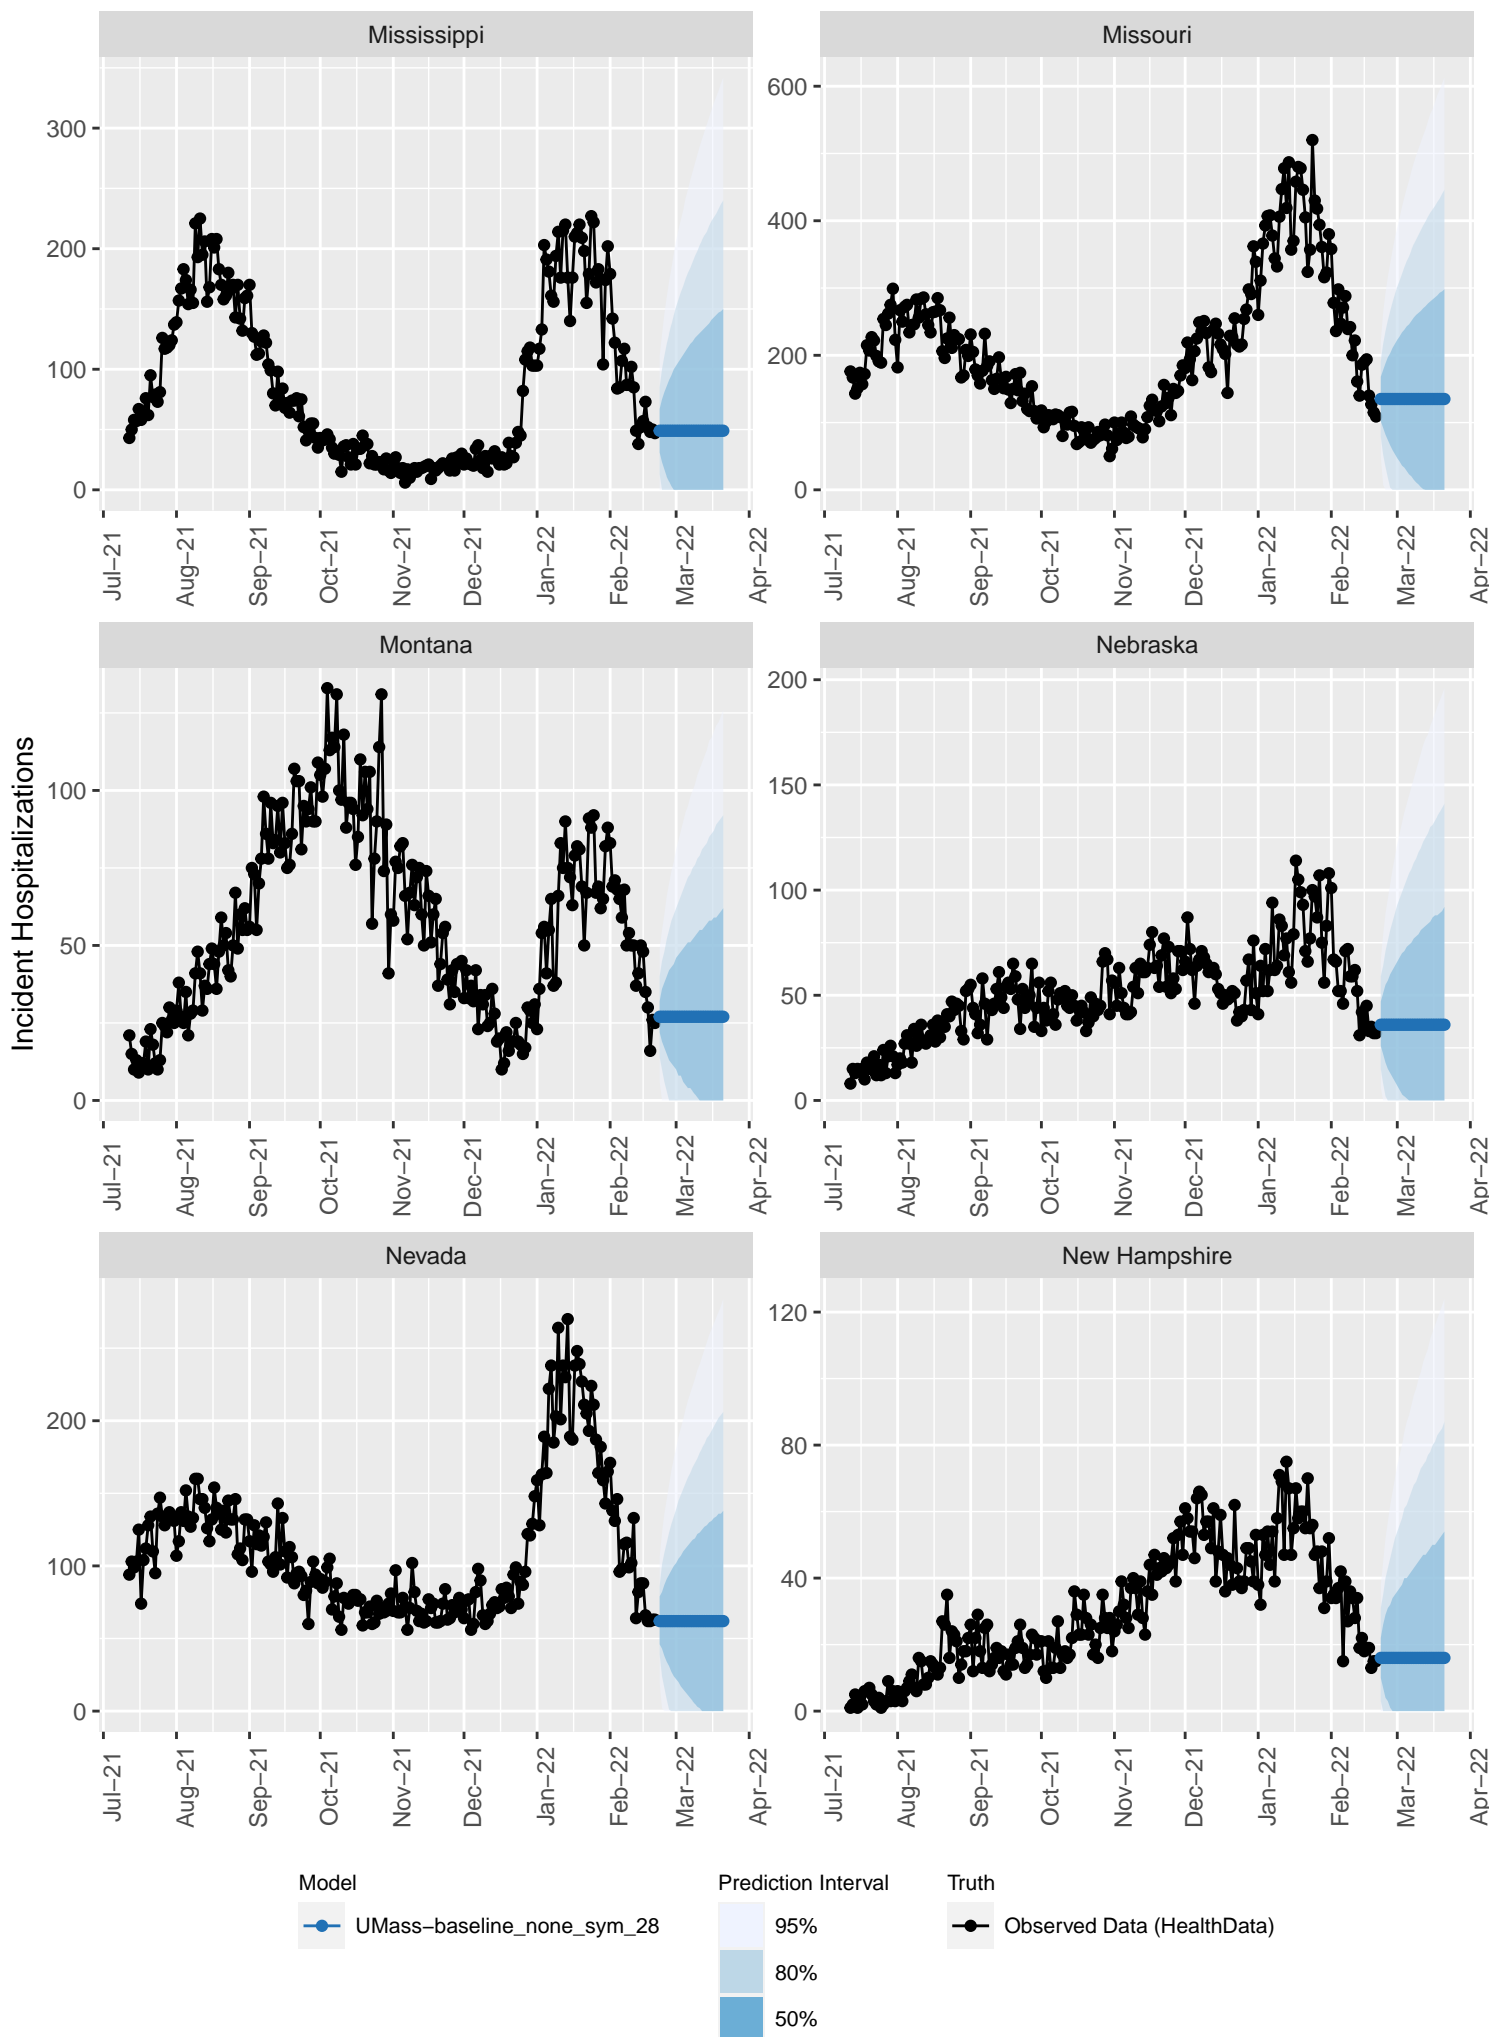 Mississippi
Missouri
Incident Hospitalizations
300
200
100
0
600
400
200
0
Jul−21
Aug−21
Sep−21
Oct−21
Nov−21
Dec−21
Jan−22
Feb−22
Mar−22
Apr−22
Jul−21
Aug−21
Sep−21
Oct−21
Nov−21
Dec−21
Jan−22
Feb−22
Mar−22
Apr−22
Montana
Nebraska
100
50
0
200
150
100
50
0
Jul−21
Aug−21
Sep−21
Oct−21
Nov−21
Dec−21
Jan−22
Feb−22
Mar−22
Apr−22
Jul−21
Aug−21
Sep−21
Oct−21
Nov−21
Dec−21
Jan−22
Feb−22
Mar−22
Apr−22
Nevada
New Hampshire
200
100
0
120
80
40
0
Jul−21
Aug−21
Sep−21
Oct−21
Nov−21
Dec−21
Jan−22
Feb−22
Mar−22
Apr−22
Jul−21
Aug−21
Sep−21
Oct−21
Nov−21
Dec−21
Jan−22
Feb−22
Mar−22
Apr−22
Model
UMass−baseline_none_sym_28
Prediction Interval
95%
80%
50%
Truth
Observed Data (HealthData)